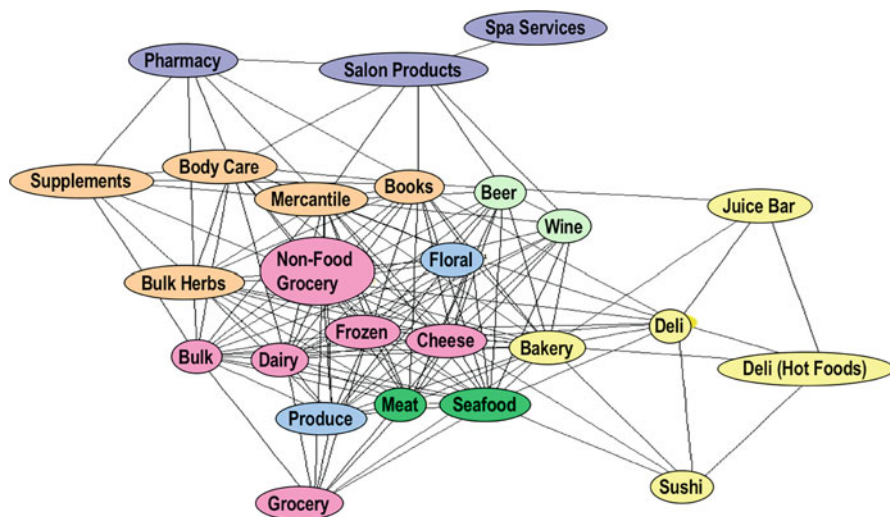 Spa Services
Pharmacy
Salon Products
Supplements
Body Care
Mercantile
Books
Beer
Juice Bar
Wine
Non-Food
Grocery
Floral
Bulk Herbs
Frozen
Cheese
Deli
Bulk
Dairy
Bakery
Deli (Hot Foods)
Produce
Meat
Seafood
Sushi
Grocery